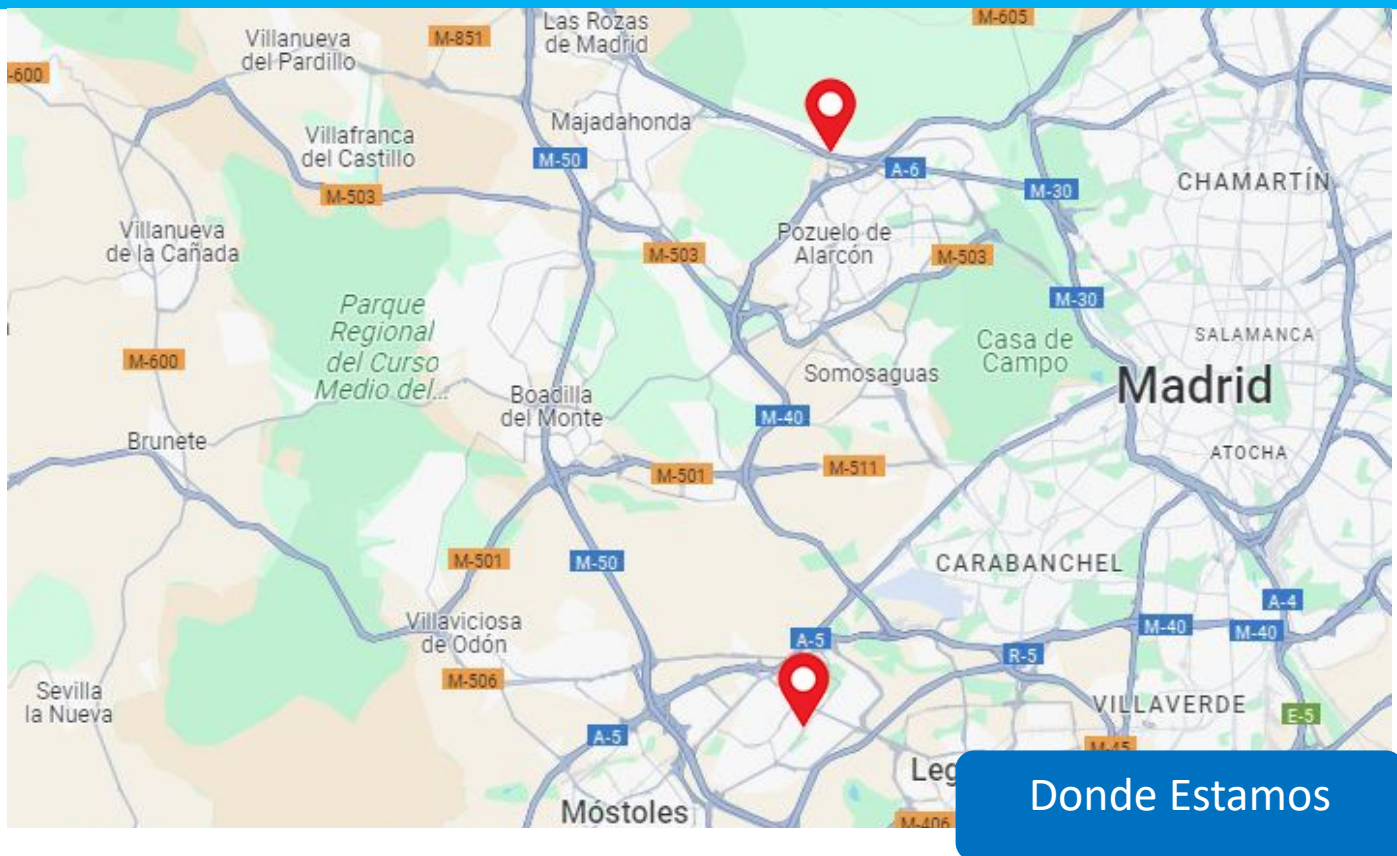 Las Rozas
de Madrid
M-605
Villanueva
del Pardillo
M-851
-600
Majadahonda
Villafranca
del Castillo
M-50
A-6
M-30
CHAMARTÍN
M-503
Villanueva
de la Cañada
M-503
Pozuelo de
Alarcón
M-503
M-30
Parque
Regional
del Curso
Medio del...
SALAMANCA
Casa de
Campo
M-600
Somosaguas
Madrid
Boadilla
del Monte
M-40
Brunete
ATOCHA
M-501
M-511
M-501
M-50
CARABANCHEL
A-4
Villaviciosa
de Odón
A-5
M-40
M-40
R-5
M-506
Sevilla
la Nueva
VILLAVERDE
E-5
A-5
M-45
Leg
Donde Estamos
Móstoles
M-406